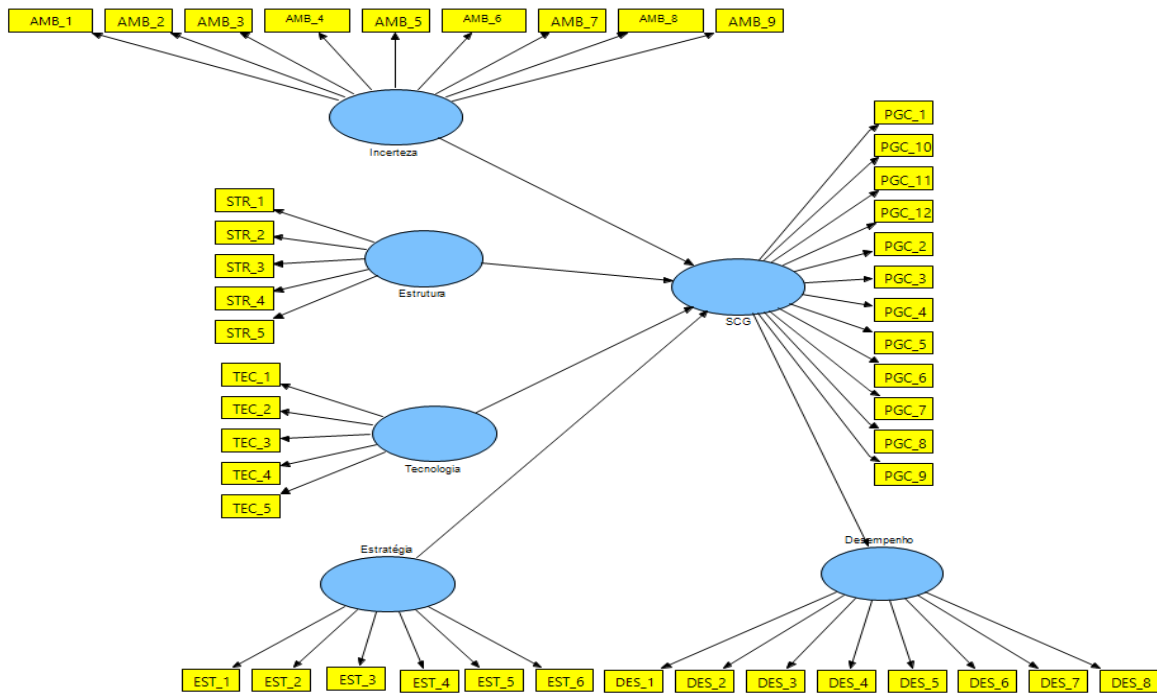 AMB_1
AMB_2
AMB_3
AMB_4
AMB_5
AMB_6
AMB_7
AMB_8
AMB_9
Incerteza
STR_1
STR_2
STR_3
STR_4
STR_5
Estrutura
TEC_1
TEC_2
TEC_3
TEC_4
TEC_5
Tecnologia
Estratégia
EST_1
EST_2
EST_3
EST_4
EST_5
EST_6
SCG
PGC_1
PGC_10
PGC_11
PGC_12
PGC_2
PGC_3
PGC_4
PGC_5
PGC_6
PGC_7
PGC_8
PGC_9
Desempenho
DES_1
DES_2
DES_3
DES_4
DES_5
DES_6
DES_7
DES_8